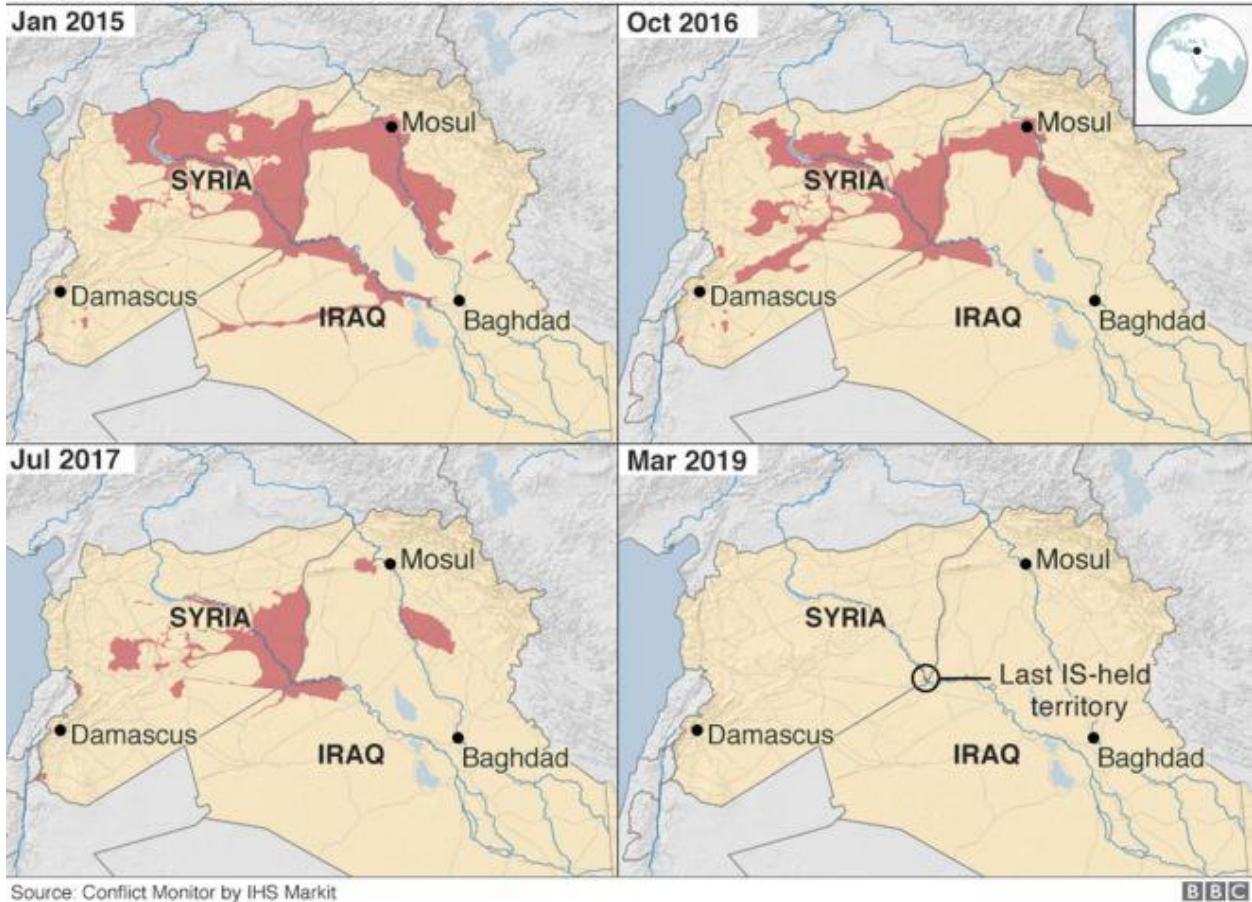 Jan 2015
Mosul
SYRIA
Damascus
IRAQ
Baghdad
Oct 2016
Mosul
SYRIA
Damascus
IRAQ
Baghdad
Jul 2017
Mosul
SYRIA
Damascus
IRAQ
Baghdad
Mar 2019
Mosul
SYRIA
Last IS-held
territory
Damascus
IRAQ
Baghdad
Source: Conflict Monitor by IHS Markit
BBC